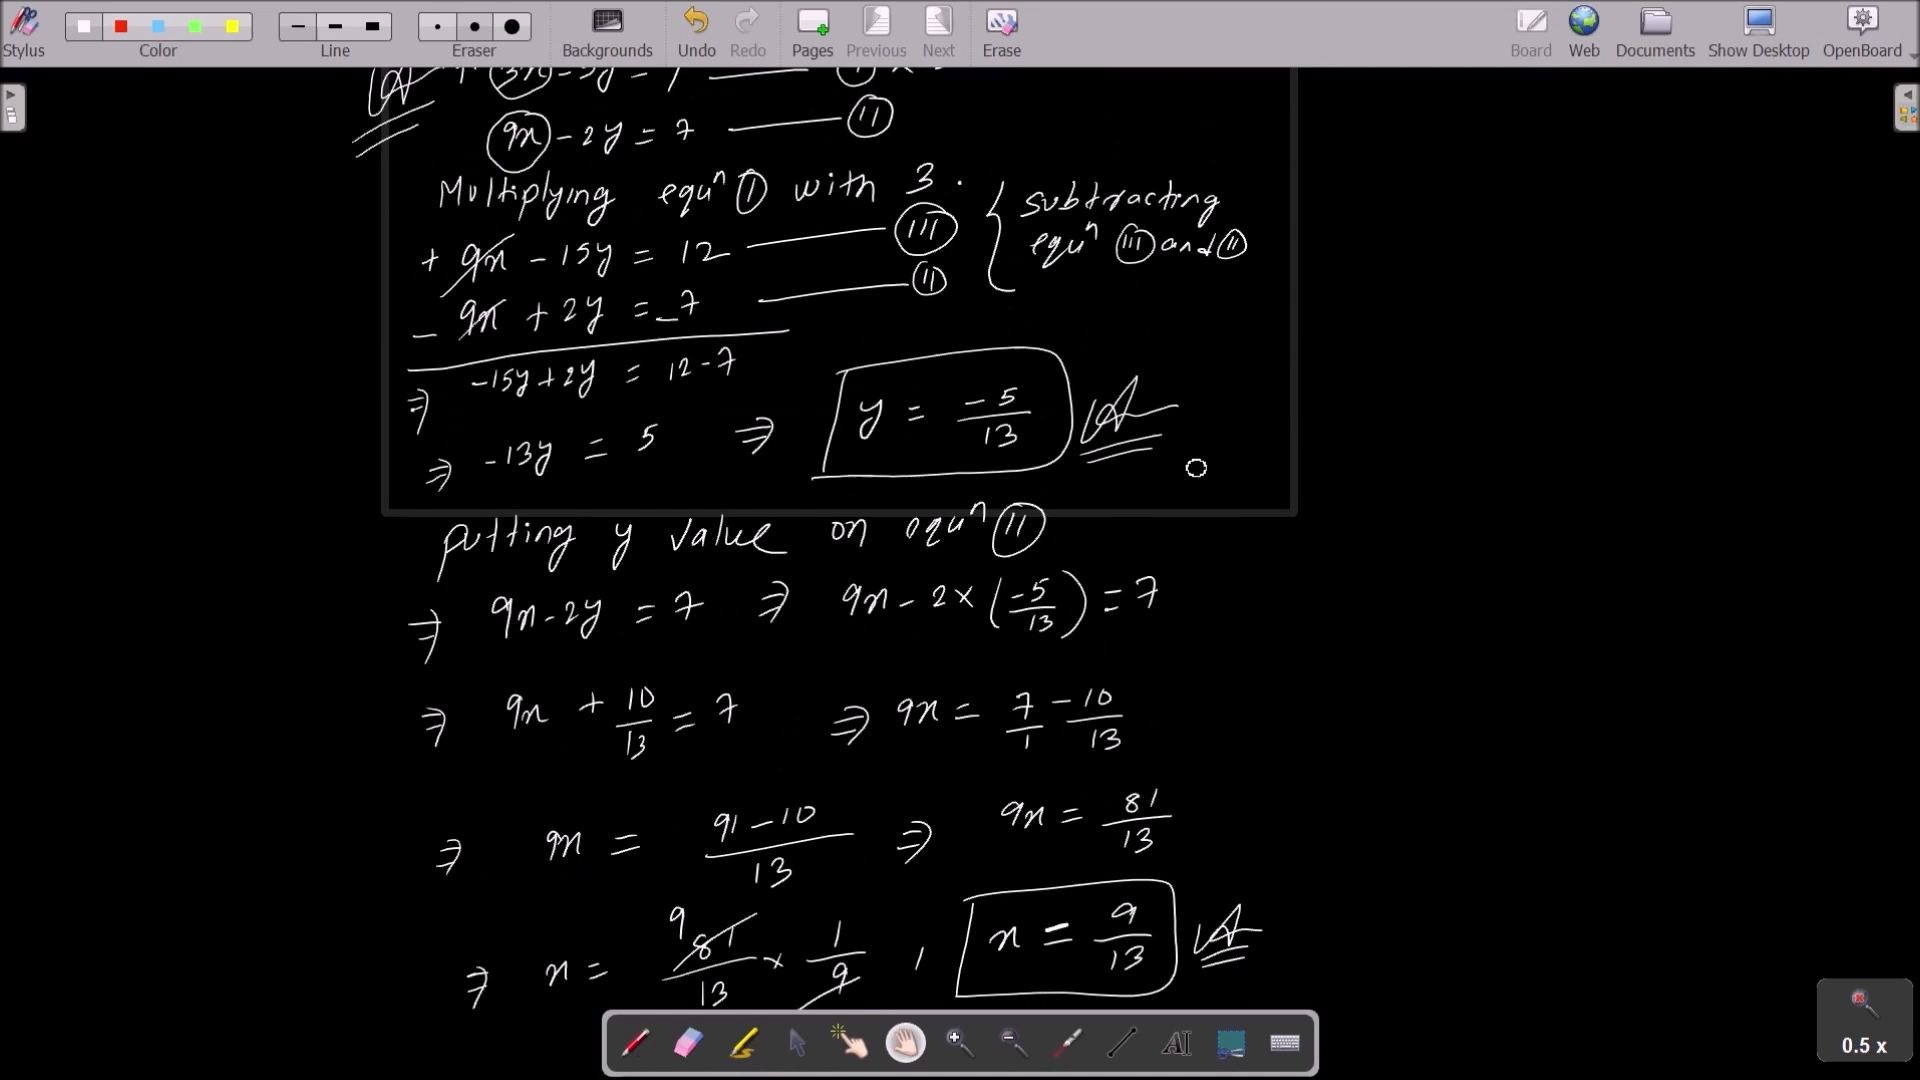 Stylus Color Line Eraser Backgrounds Undo Redo Pages Previous Next Erase Board Web Documents Show Desktop OpenBoard
9x - 2y = 7 —— II
Multiplying equⁿ I with 3.
+ 9x - 15y = 12 —— III
- 9x + 2y = _7 —— II
{ subtracting
equⁿ III and II
⇒ -15y + 2y = 12 - 7
⇒ -13y = 5 ⇒ y = -5/13
putting y value on equⁿ II
⇒ 9x - 2y = 7 ⇒ 9x - 2 × (-5/13) = 7
⇒ 9x + 10/13 = 7 ⇒ 9x = 7/1 - 10/13
⇒ 9x = 91 - 10/13 ⇒ 9x = 81/13
⇒ x = 9 81/13 × 1/9 , x = 9/13
AI
0.5 x